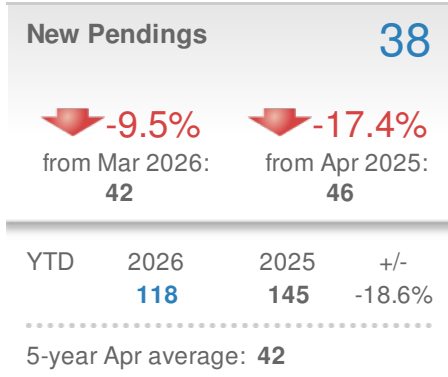 New Pendings 38
-9.5% -17.4%
from Mar 2026: from Apr 2025:
42 46
YTD 2026 2025 +/-
118 145 -18.6%
5-year Apr average: 42